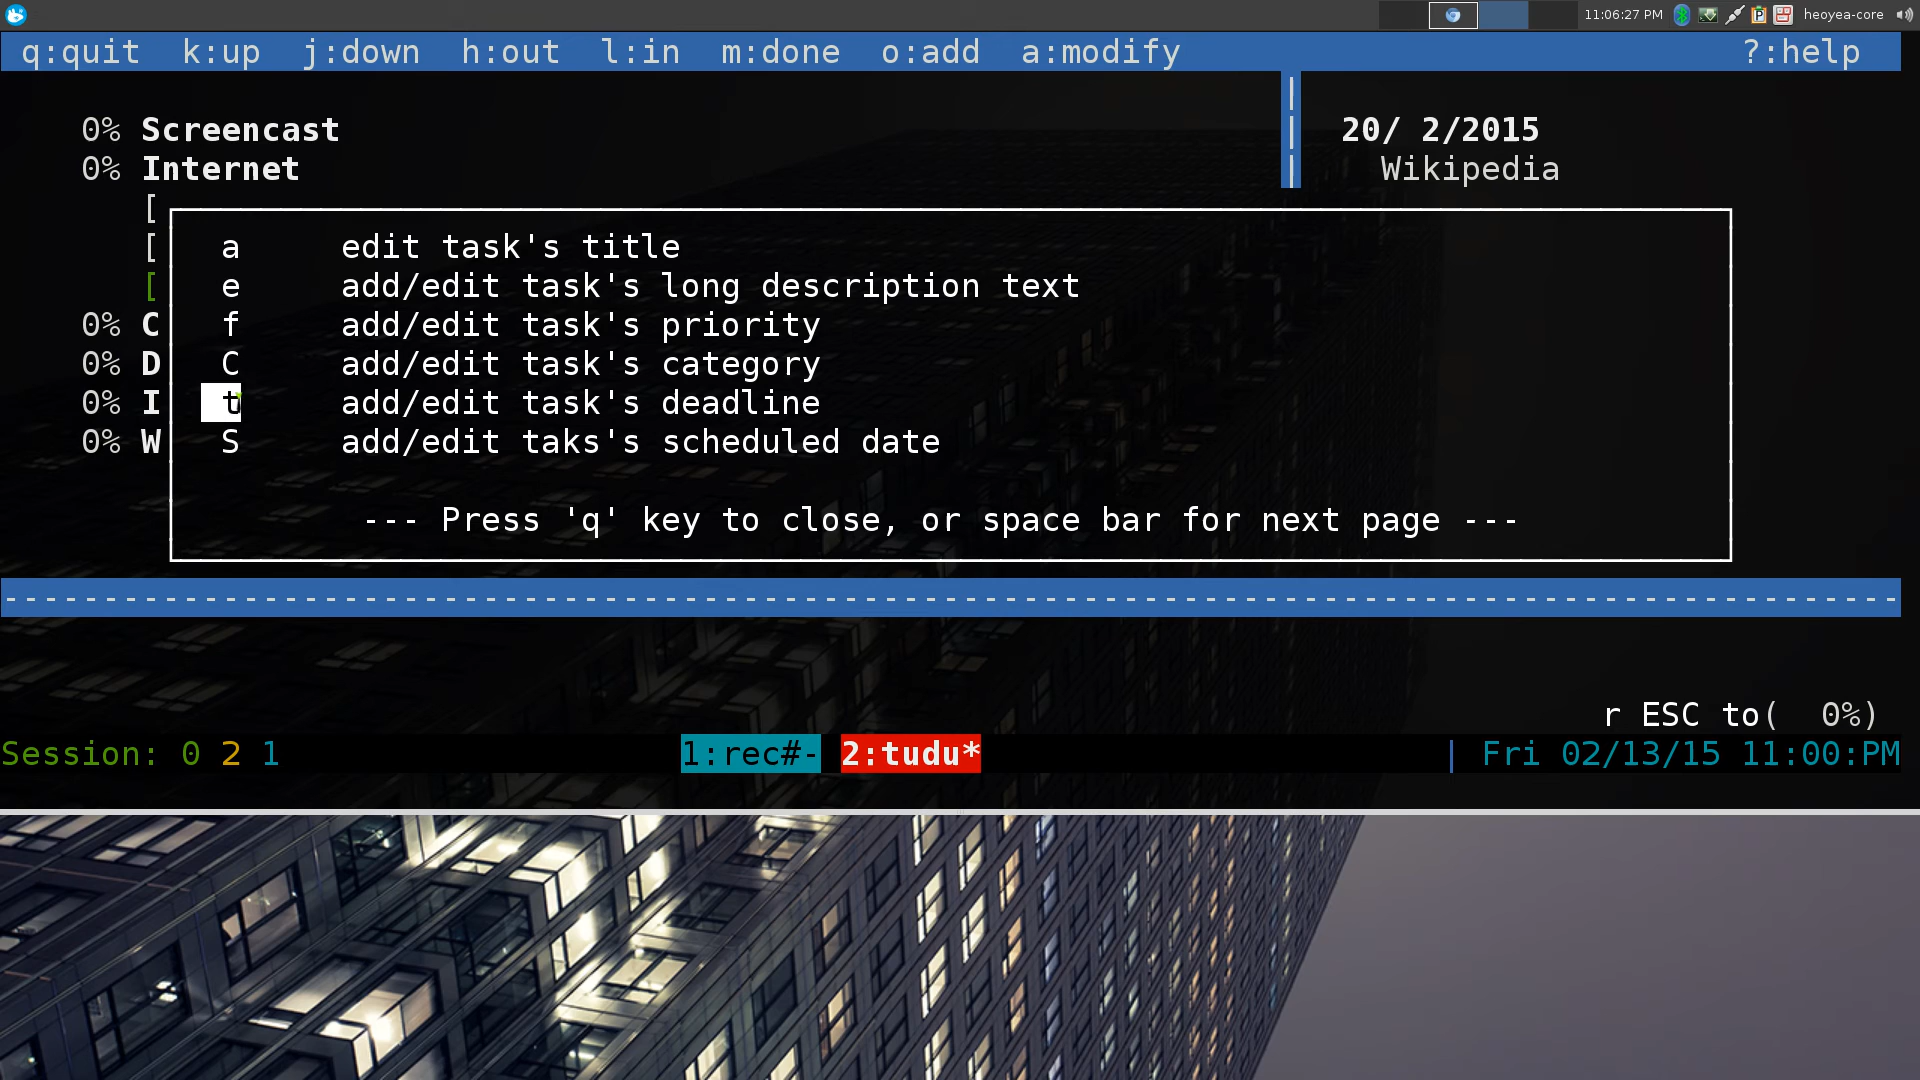 11:06:27 PM heoyea-core
q:quit k:up j:down h:out l:in m:done o:add a:modify ?:help
0% Screencast
0% Internet
[
[
[
0% C
0% D
0% I
0% W
20/ 2/2015
Wikipedia
a edit task's title
e add/edit task's long description text
f add/edit task's priority
C add/edit task's category
t add/edit task's deadline
S add/edit taks's scheduled date
--- Press 'q' key to close, or space bar for next page ---
r ESC to( 0%)
Session: 0 2 1 1:rec#- 2:tudu* | Fri 02/13/15 11:00:PM